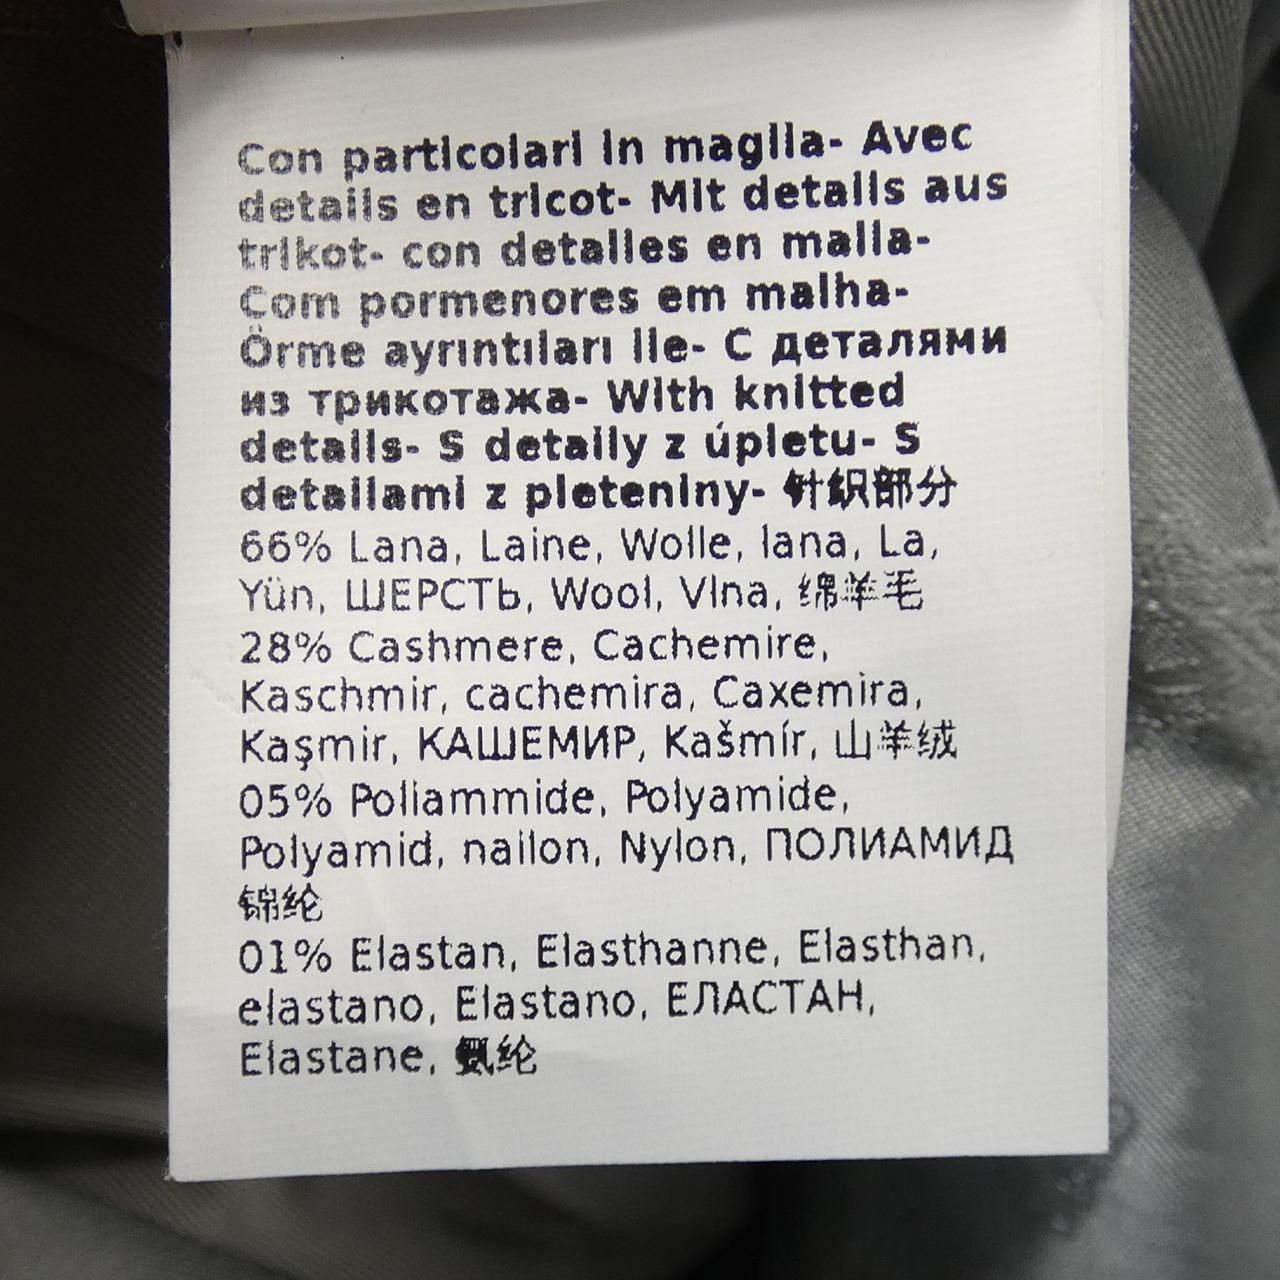 Con particolari in maglia- Avec
details en tricot- Mit details aus
trikot- con detalles en malla-
Com pormenores em malha-
Örme ayrıntıları ile- С деталями
из трикотажа- With knitted
details- S detaily z úpletu- S
detailami z pleteniny- 针织部分
66% Lana, Laine, Wolle, lana, La,
Yün, ШЕРСТЬ, Wool, Vlna, 绵羊毛
28% Cashmere, Cachemire,
Kaschmir, cachemira, Caxemira,
Kaşmir, КАШЕМИР, Kašmír, 山羊绒
05% Poliammide, Polyamide,
Polyamid, nailon, Nylon, ПОЛИАМИД
锦纶
01% Elastan, Elasthanne, Elasthan,
elastano, Elastano, ЕЛАСТАН,
Elastane, 氨纶